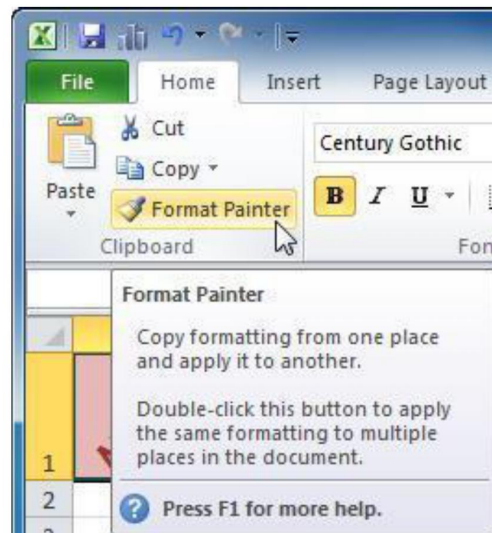 File Home Insert Page Layout
Cut
Century Gothic
Copy
Paste
Format Painter
B I U
Clipboard
Fon
Format Painter
Copy formatting from one place
and apply it to another.
Double-click this button to apply
the same formatting to multiple
places in the document.
1
2
Press F1 for more help.